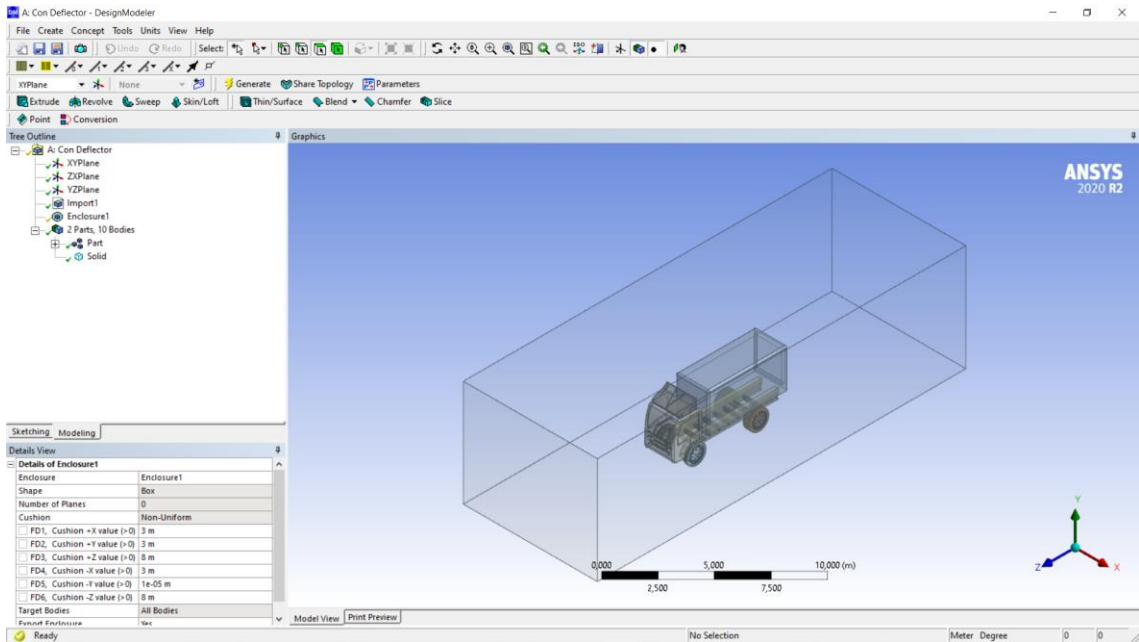 A: Con Deflector - DesignModeler
File Create Concept Tools Units View Help
Undo Redo Select:
XYPlane None Generate Share Topology Parameters
Extrude Revolve Sweep Skin/Loft Thin/Surface Blend Chamfer Slice
Point Conversion
Tree Outline
A: Con Deflector
XYPlane
ZXPlane
YZPlane
Import1
Enclosure1
2 Parts, 10 Bodies
Part
Solid
Sketching Modeling
Details View
Details of Enclosure1
Enclosure Enclosure1
Shape Box
Number of Planes 0
Cushion Non-Uniform
FD1, Cushion +X value (>0) 3 m
FD2, Cushion +Y value (>0) 3 m
FD3, Cushion +Z value (>0) 8 m
FD4, Cushion -X value (>0) 3 m
FD5, Cushion -Y value (>0) 1e-05 m
FD6, Cushion -Z value (>0) 8 m
Target Bodies All Bodies
Export Enclosure Yes
Graphics
ANSYS
2020 R2
0,000 5,000 10,000 (m)
2,500 7,500
Y
Z X
Model View Print Preview
Ready No Selection Meter Degree 0 0